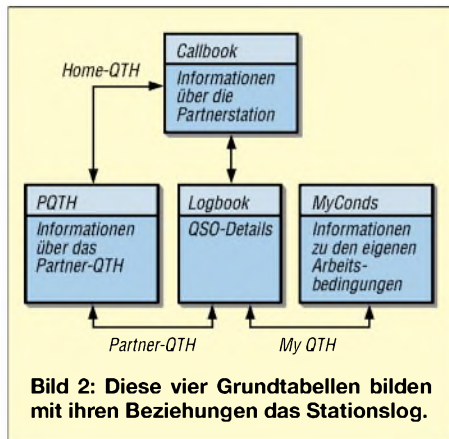 Callbook
Home-QTH
Informationen
über die
Partnerstation
PQTH
Informationen
über das
Partner-QTH
Logbook
QSO-Details
MyConds
Informationen
zu den eigenen
Arbeits-
bedingungen
Partner-QTH
My QTH
Bild 2: Diese vier Grundtabellen bilden
mit ihren Beziehungen das Stationslog.